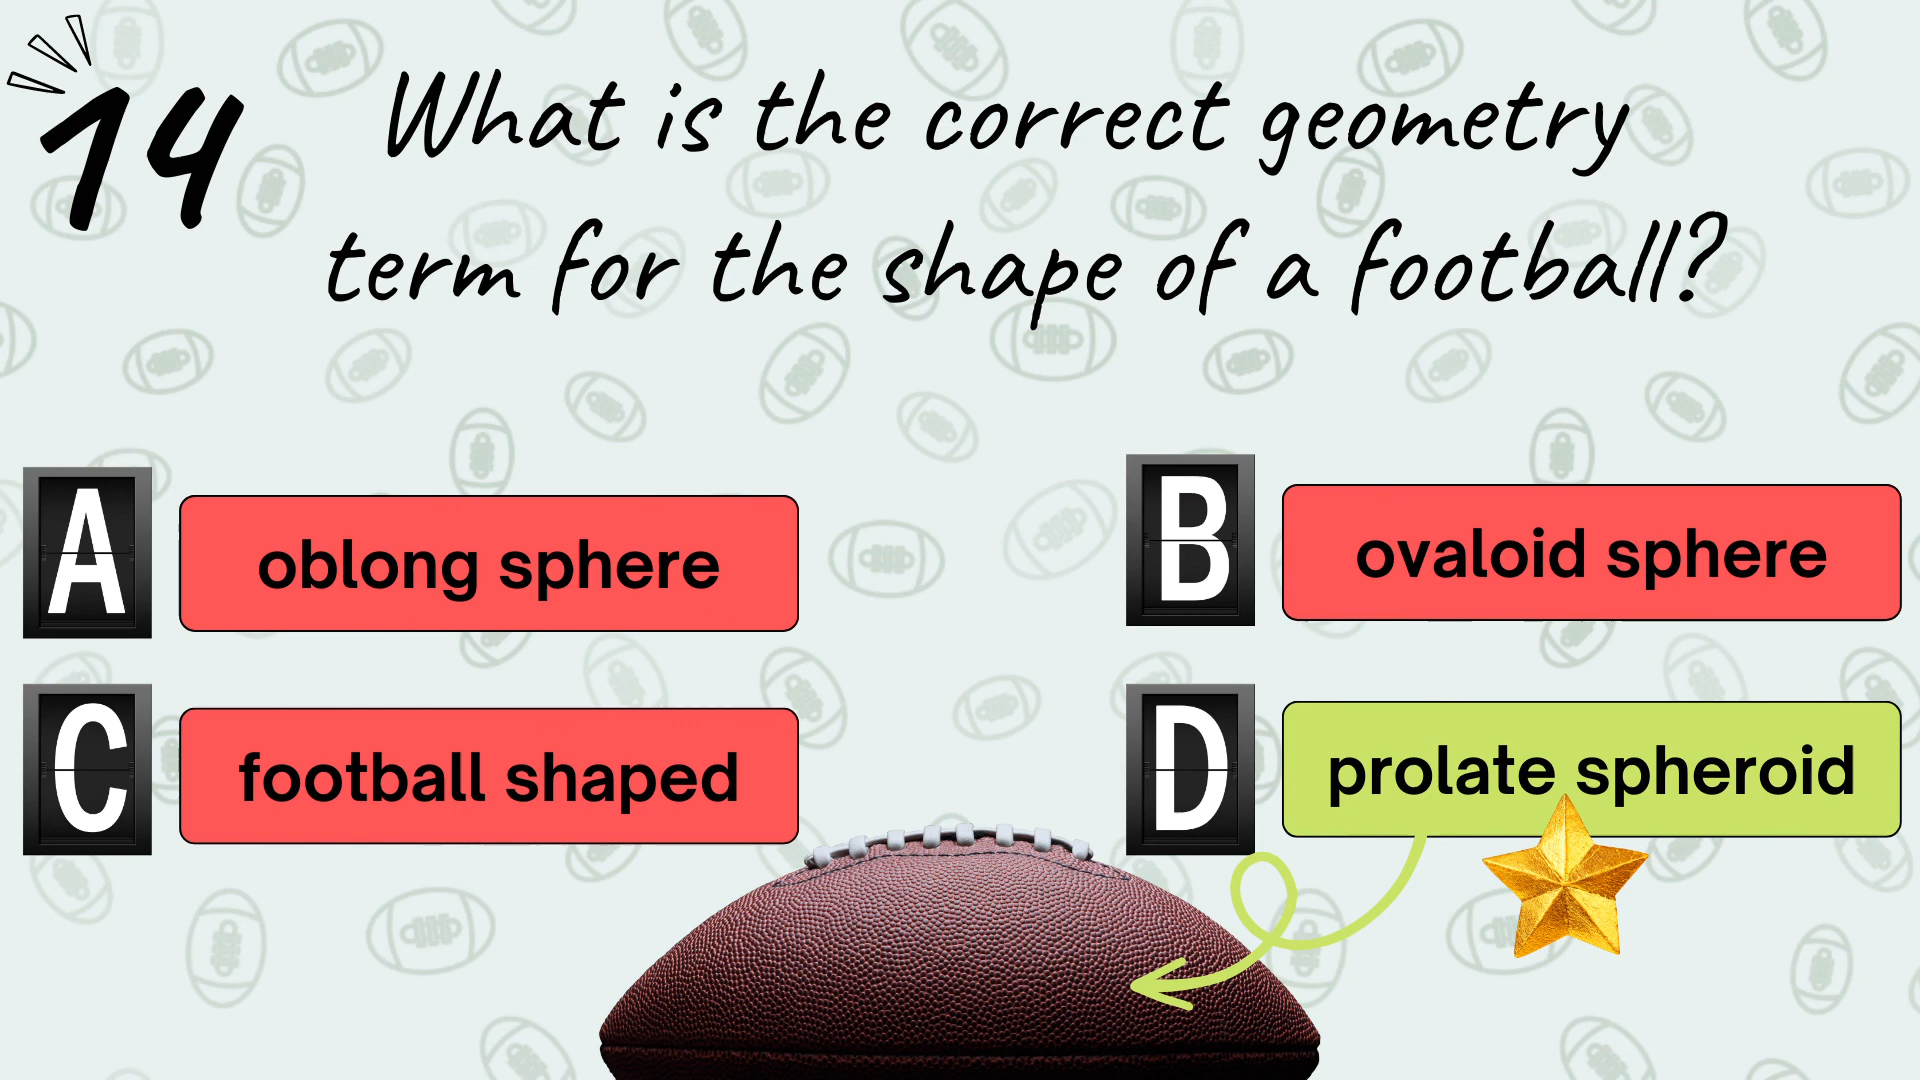 14
What is the correct geometry
term for the shape of a football?
A
oblong sphere
B
ovaloid sphere
C
football shaped
D
prolate spheroid